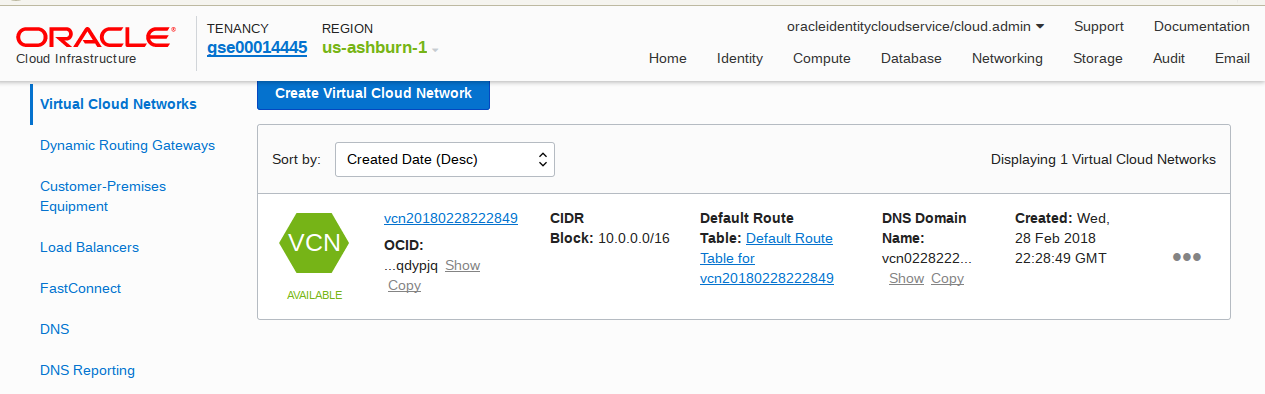 ORACLE®
Cloud Infrastructure
TENANCY
gse00014445
REGION
us-ashburn-1
oracleidentitycloudservice/cloud.admin
Support
Documentation
Home
Identity
Compute
Database
Networking
Storage
Audit
Email
Virtual Cloud Networks
Dynamic Routing Gateways
Customer-Premises
Equipment
Load Balancers
FastConnect
DNS
DNS Reporting
Create Virtual Cloud Network
Sort by:
Created Date (Desc)
Displaying 1 Virtual Cloud Networks
VCN
AVAILABLE
vcn20180228222849
OCID:
...qdypjq Show
Copy
CIDR
Block: 10.0.0.0/16
Default Route
Table: Default Route
Table for
vcn20180228222849
DNS Domain
Name:
vcn0228222...
Show Copy
Created: Wed,
28 Feb 2018
22:28:49 GMT